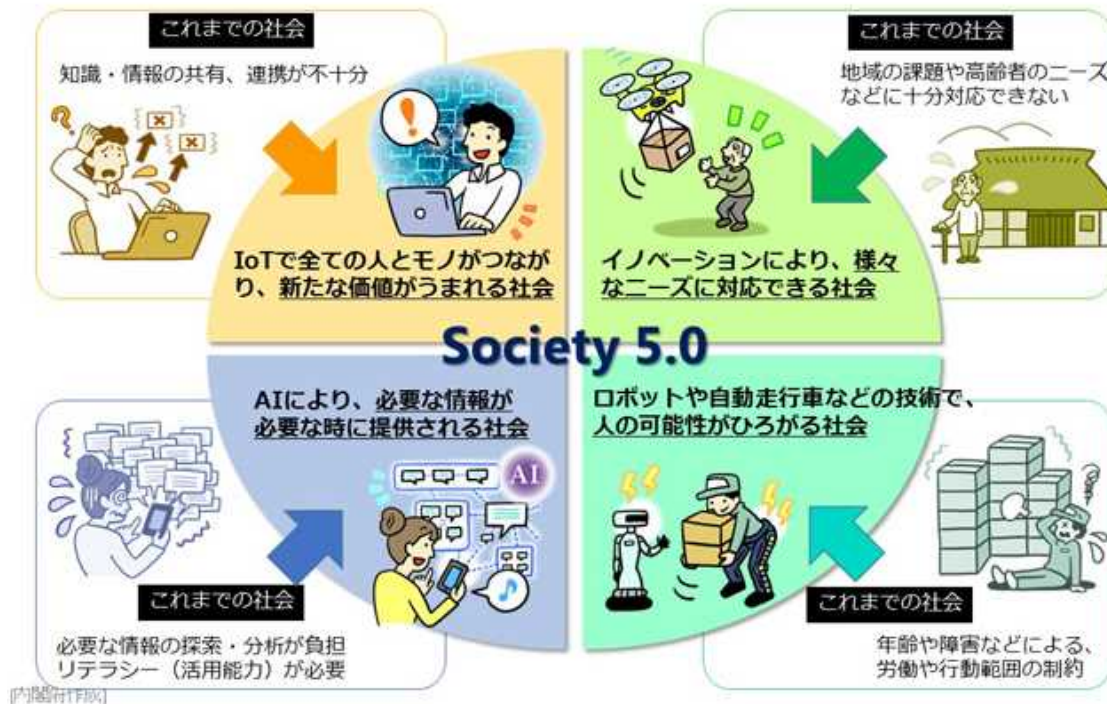 これまでの社会
知識・情報の共有、連携が不十分
IoTで全ての人とモノがつなが
り、新たな価値がうまれる社会
これまでの社会
地域の課題や高齢者のニーズ
などに十分対応できない
イノベーションにより、様々
なニーズに対応できる社会
Society 5.0
AIにより、必要な情報が
必要な時に提供される社会
AI
これまでの社会
必要な情報の探索・分析が負担
リテラシー（活用能力）が必要
ロボットや自動走行車などの技術で、
人の可能性がひろがる社会
これまでの社会
年齢や障害などによる、
労働や行動範囲の制約
[内閣府作成]